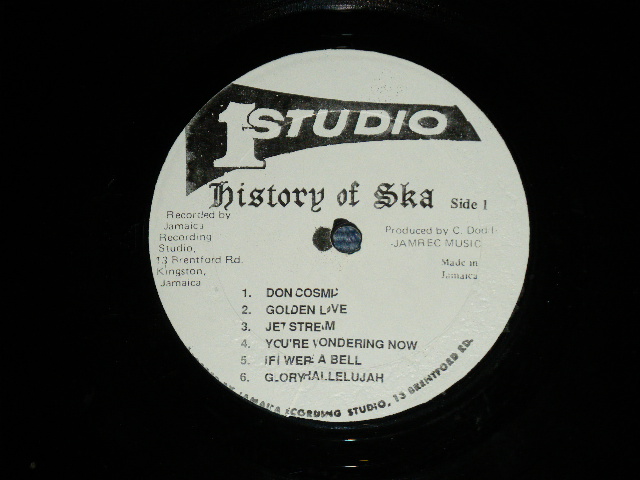 1 STUDIO
History of Ska
Side 1
Recorded by
Jamaica
Recording
Studio,
13 Brentford Rd.
Kingston,
Jamaica
Produced by C. Dodd
JAMREC MUSIC
Made in
Jamaica
1. DON COSMIC
2. GOLDEN LOVE
3. JET STREAM
4. YOU'RE WONDERING NOW
5. IF I WERE A BELL
6. GLORY HALLELUJAH
JAMAICA RECORDING STUDIO, 13 BRENTFORD RD.